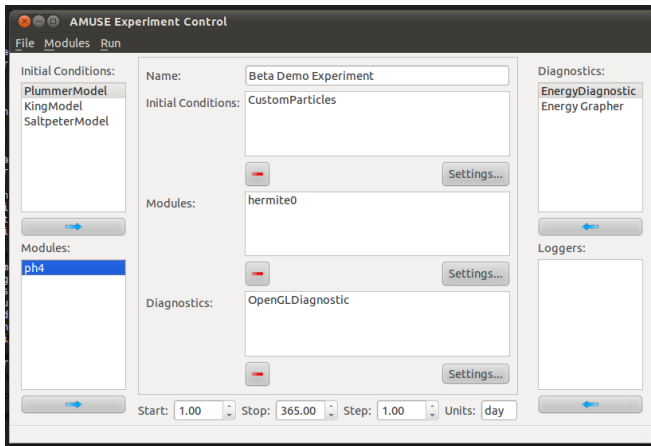 AMUSE Experiment Control
File Modules Run
Initial Conditions:
PlummerModel
KingModel
SaltpeterModel
Modules:
ph4
Name: Beta Demo Experiment
Initial Conditions: CustomParticles
Settings...
Modules: hermite0
Settings...
Diagnostics: OpenGLDiagnostic
Settings...
Start: 1.00 Stop: 365.00 Step: 1.00 Units: day
Diagnostics:
EnergyDiagnostic
Energy Grapher
Loggers: